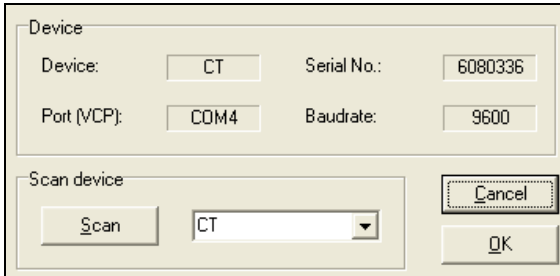 Device
Device: CT Serial No.: 6080336
Port (VCP): COM4 Baudrate: 9600
Scan device
Scan CT
Cancel
OK